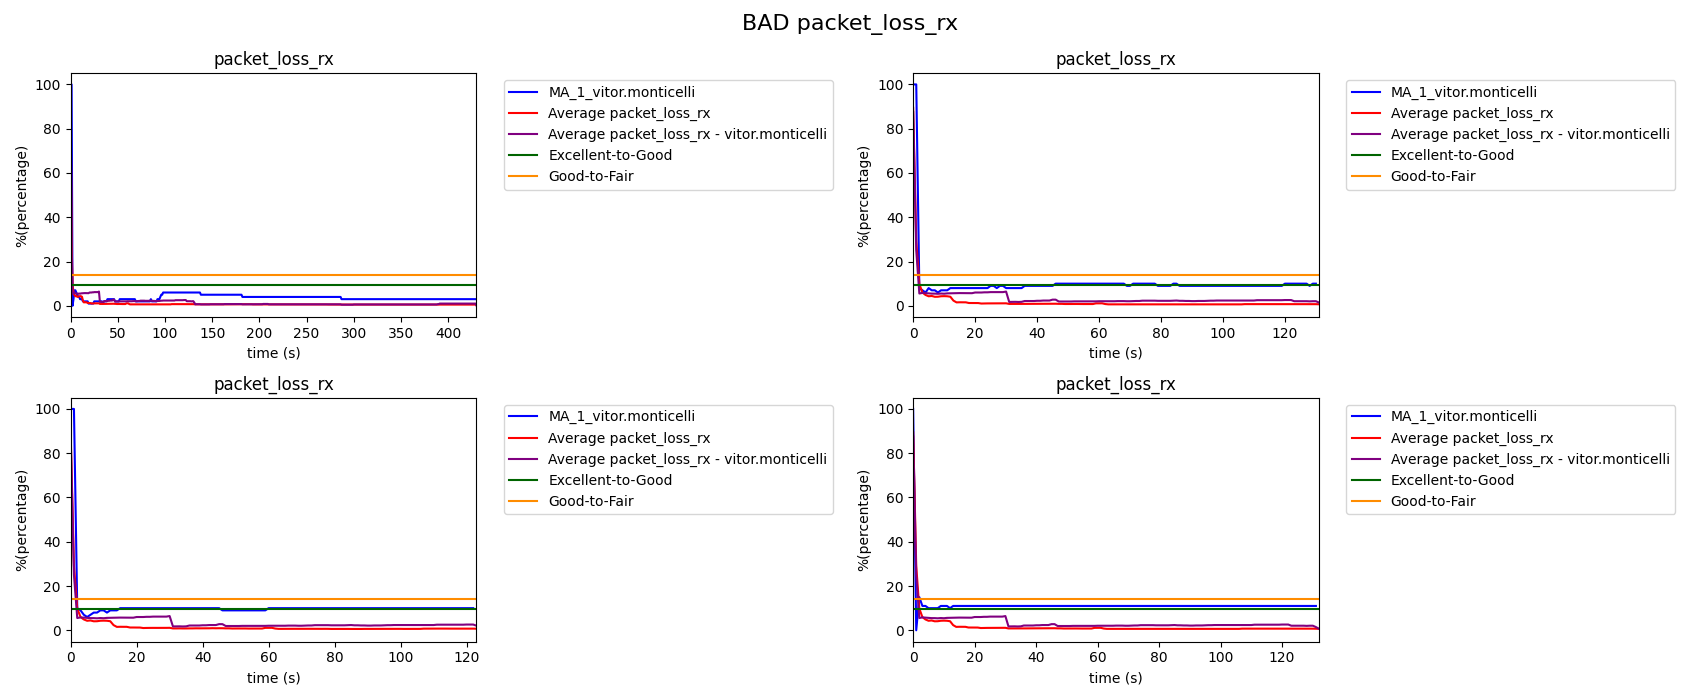 BAD packet_loss_rx
packet_loss_rx
%(percentage)
100
80
60
40
20
0
0 50 100 150 200 250 300 350 400
time (s)
MA_1_vitor.monticelli
Average packet_loss_rx
Average packet_loss_rx - vitor.monticelli
Excellent-to-Good
Good-to-Fair
packet_loss_rx
%(percentage)
100
80
60
40
20
0
0 20 40 60 80 100 120
time (s)
MA_1_vitor.monticelli
Average packet_loss_rx
Average packet_loss_rx - vitor.monticelli
Excellent-to-Good
Good-to-Fair
packet_loss_rx
%(percentage)
100
80
60
40
20
0
0 20 40 60 80 100 120
time (s)
MA_1_vitor.monticelli
Average packet_loss_rx
Average packet_loss_rx - vitor.monticelli
Excellent-to-Good
Good-to-Fair
packet_loss_rx
%(percentage)
100
80
60
40
20
0
0 20 40 60 80 100 120
time (s)
MA_1_vitor.monticelli
Average packet_loss_rx
Average packet_loss_rx - vitor.monticelli
Excellent-to-Good
Good-to-Fair